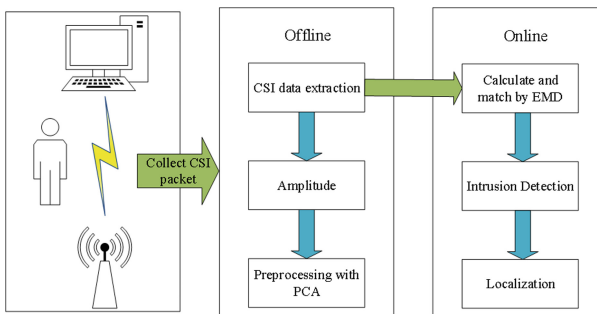 Offline
Online
CSI data extraction
Calculate and
match by EMD
Collect CSI
packet
Amplitude
Intrusion Detection
Preprocessing with
PCA
Localization